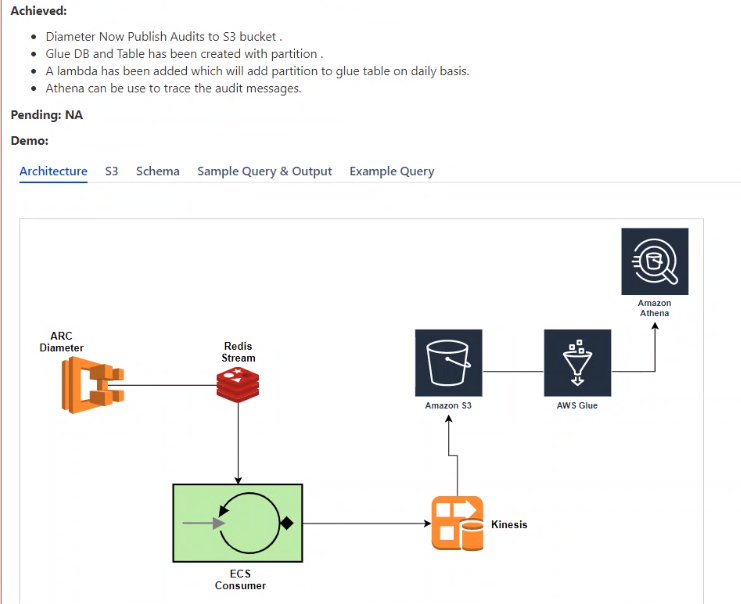 Achieved:
Diameter Now Publish Audits to S3 bucket .
Glue DB and Table has been created with partition .
A lambda has been added which will add partition to glue table on daily basis.
Athena can be use to trace the audit messages.
Pending: NA
Demo:
Architecture S3 Schema Sample Query & Output Example Query
Amazon
Athena
ARC
Diameter
Redis
Stream
Amazon S3
AWS Glue
Kinesis
ECS
Consumer